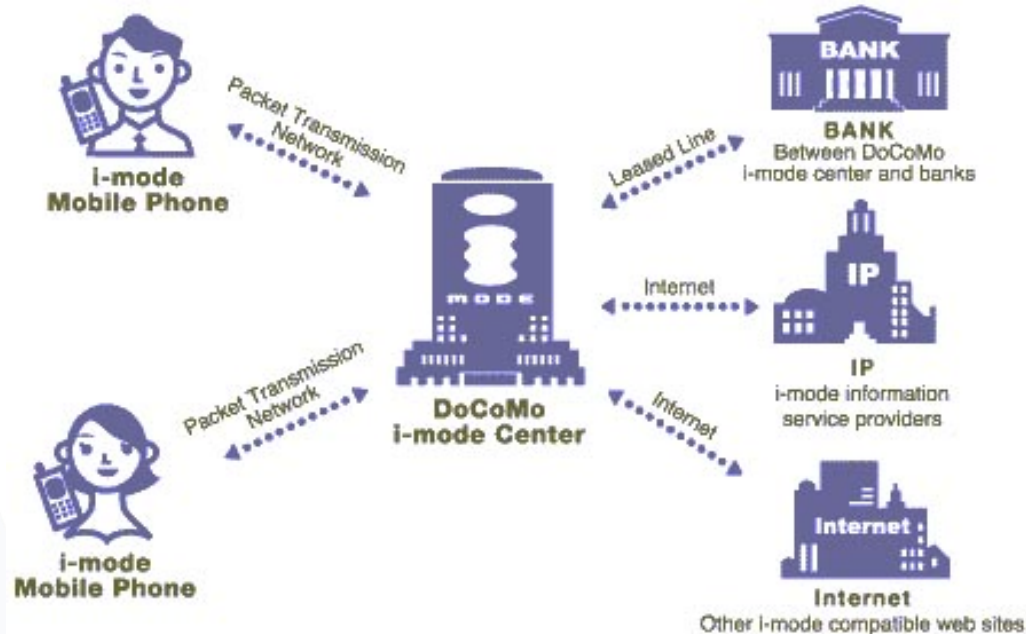 i-mode
Mobile Phone
Packet Transmission
Network
BANK
BANK
Between DoCoMo
i-mode center and banks
Leased Line
mODE
DoCoMo
i-mode Center
Internet
IP
IP
i-mode information
service providers
Packet Transmission
Network
i-mode
Mobile Phone
Internet
Internet
Internet
Other i-mode compatible web sites